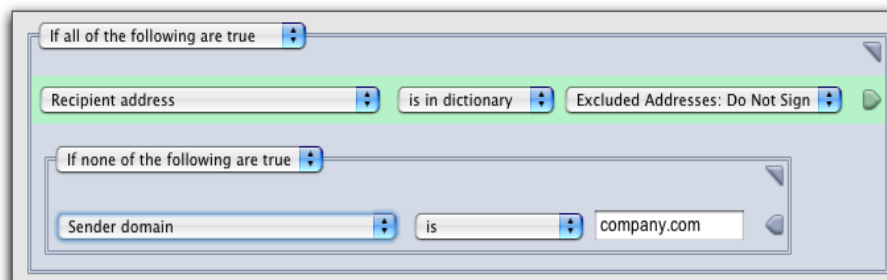 If all of the following are true
Recipient address is in dictionary Excluded Addresses: Do Not Sign
If none of the following are true
Sender domain is company.com